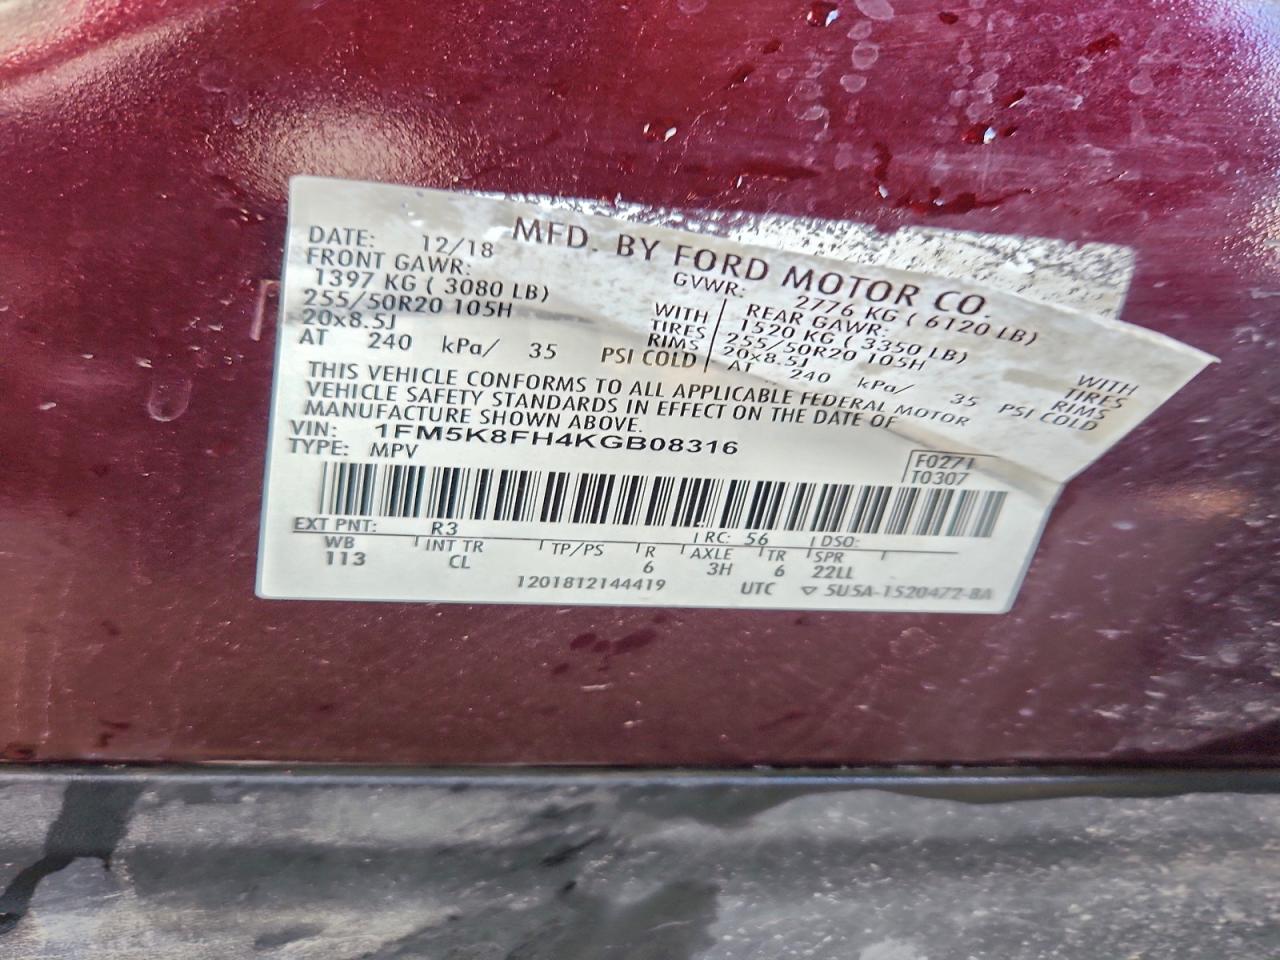 MFD. BY FORD MOTOR CO.
DATE: 12/18
GVWR: 2776 KG ( 6120 LB)
FRONT GAWR:
1397 KG ( 3080 LB)
255/50R20 105H
20x8.5J
AT 240 kPa/ 35 PSI COLD
WITH
TIRES
RIMS
REAR GAWR:
1520 KG ( 3350 LB)
255/50R20 105H
20x8.5J
AT 240 kPa/ 35 PSI COLD
WITH
TIRES
RIMS
THIS VEHICLE CONFORMS TO ALL APPLICABLE FEDERAL MOTOR
VEHICLE SAFETY STANDARDS IN EFFECT ON THE DATE OF
MANUFACTURE SHOWN ABOVE.
VIN: 1FM5K8FH4KGB08316
TYPE: MPV
F0271
T0307
EXT PNT: R3 RC: 56 DSO:
WB INT TR TP/PS R AXLE TR SPR
113 CL 6 3H 6 22LL
1201812144419 UTC ▽ 5U5A-1520472-8A